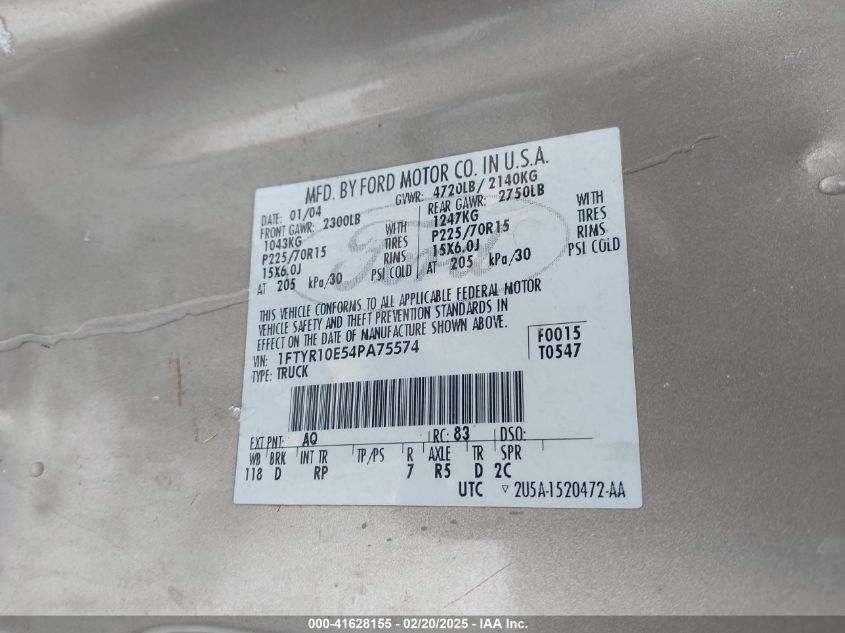 MFD. BY FORD MOTOR CO. IN U.S.A.
DATE: 01/04 GVWR: 4720LB/ 2140KG
FRONT GAWR: 2300LB REAR GAWR: 2750LB
1043KG WITH 1247KG WITH
P225/70R15 TIRES P225/70R15 TIRES
15X6.0J RIMS 15X6.0J RIMS
AT 205 kPa/30 PSI COLD AT 205 kPa/30 PSI COLD
Ford
THIS VEHICLE CONFORMS TO ALL APPLICABLE FEDERAL MOTOR
VEHICLE SAFETY AND THEFT PREVENTION STANDARDS IN
EFFECT ON THE DATE OF MANUFACTURE SHOWN ABOVE.
VIN: 1FTYR10E54PA75574 F0015
TYPE: TRUCK T0547
EXT PNT: AQ RC: 83 DSO:
WB BRK INT TR TP/PS R AXLE TR SPR
118 D RP 7 R5 D 2C
UTC ▽ 2U5A-1520472-AA
000-41628155 - 02/20/2025 - IAA Inc.